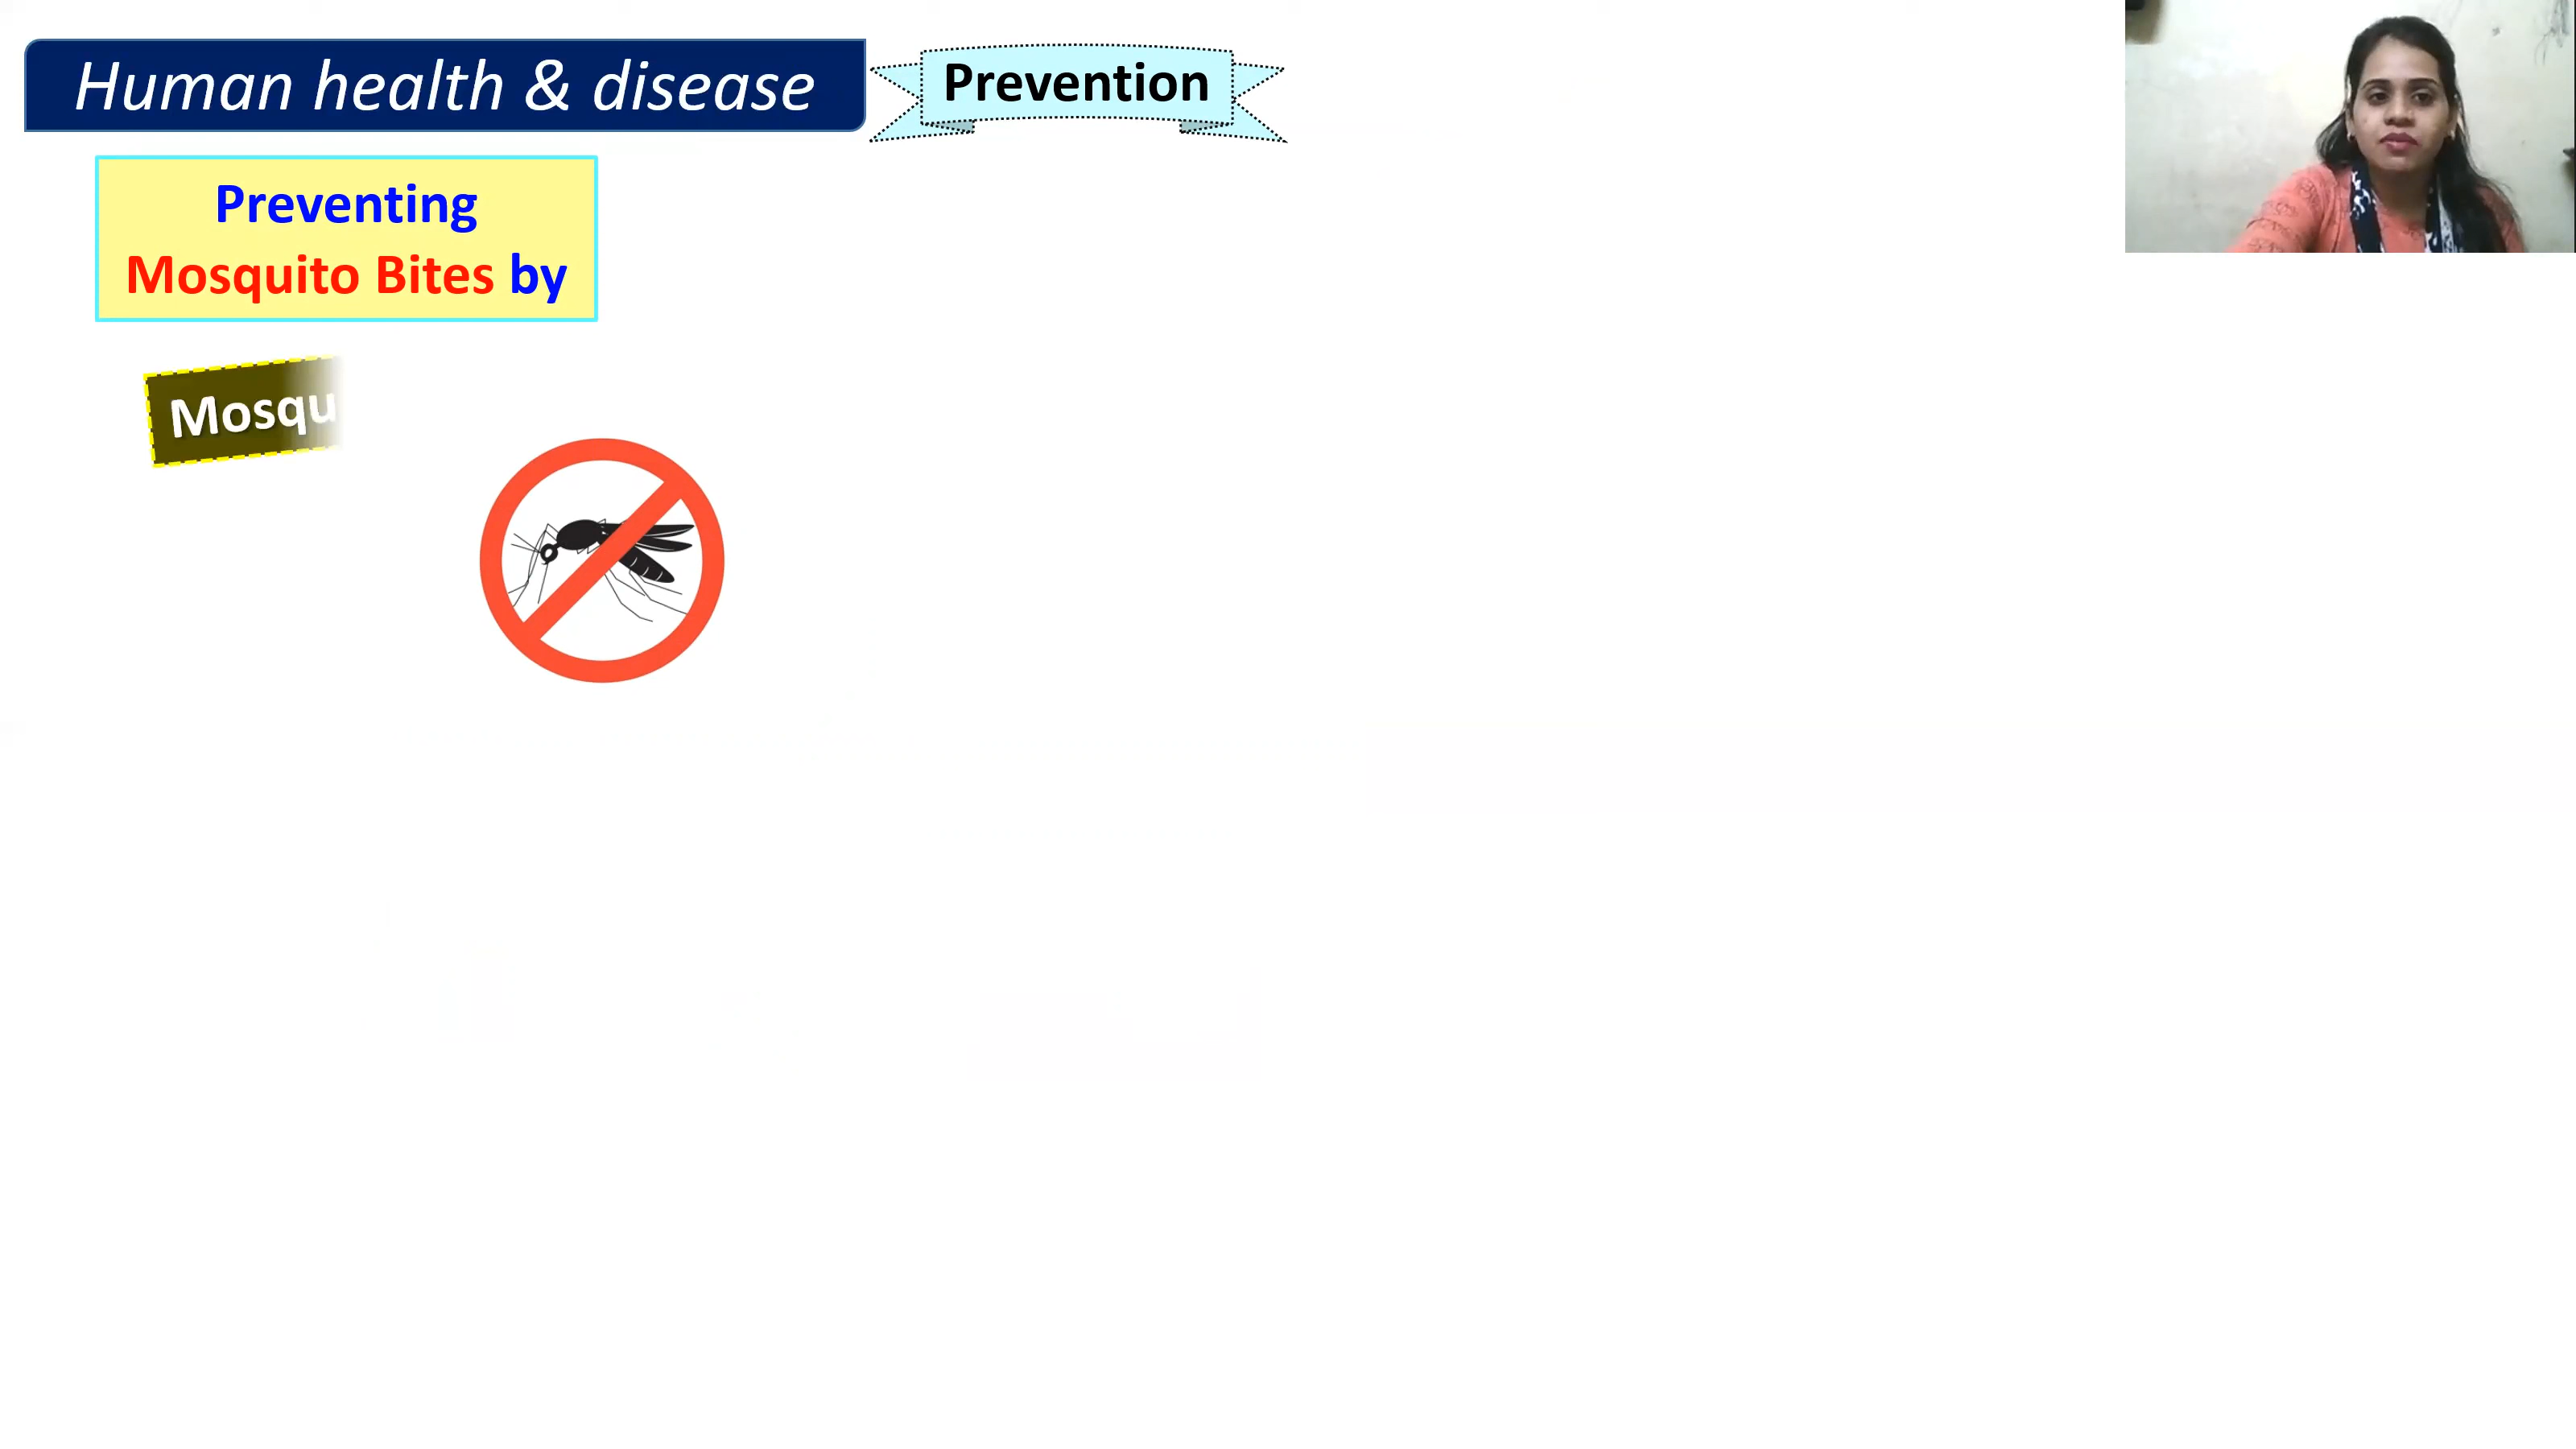 Human health & disease
Prevention
Preventing
Mosquito Bites by
Mosqu